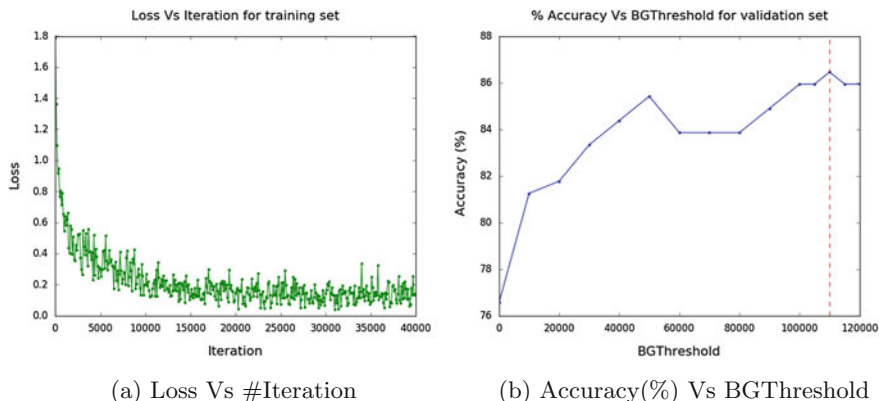 Loss Vs Iteration for training set
1.8
1.6
1.4
1.2
1.0
0.8
0.6
0.4
0.2
0.0
Loss
0 5000 10000 15000 20000 25000 30000 35000 40000
Iteration
(a) Loss Vs #Iteration
% Accuracy Vs BGThreshold for validation set
88
86
84
82
80
78
76
Accuracy (%)
0 20000 40000 60000 80000 100000 120000
BGThreshold
(b) Accuracy(%) Vs BGThreshold